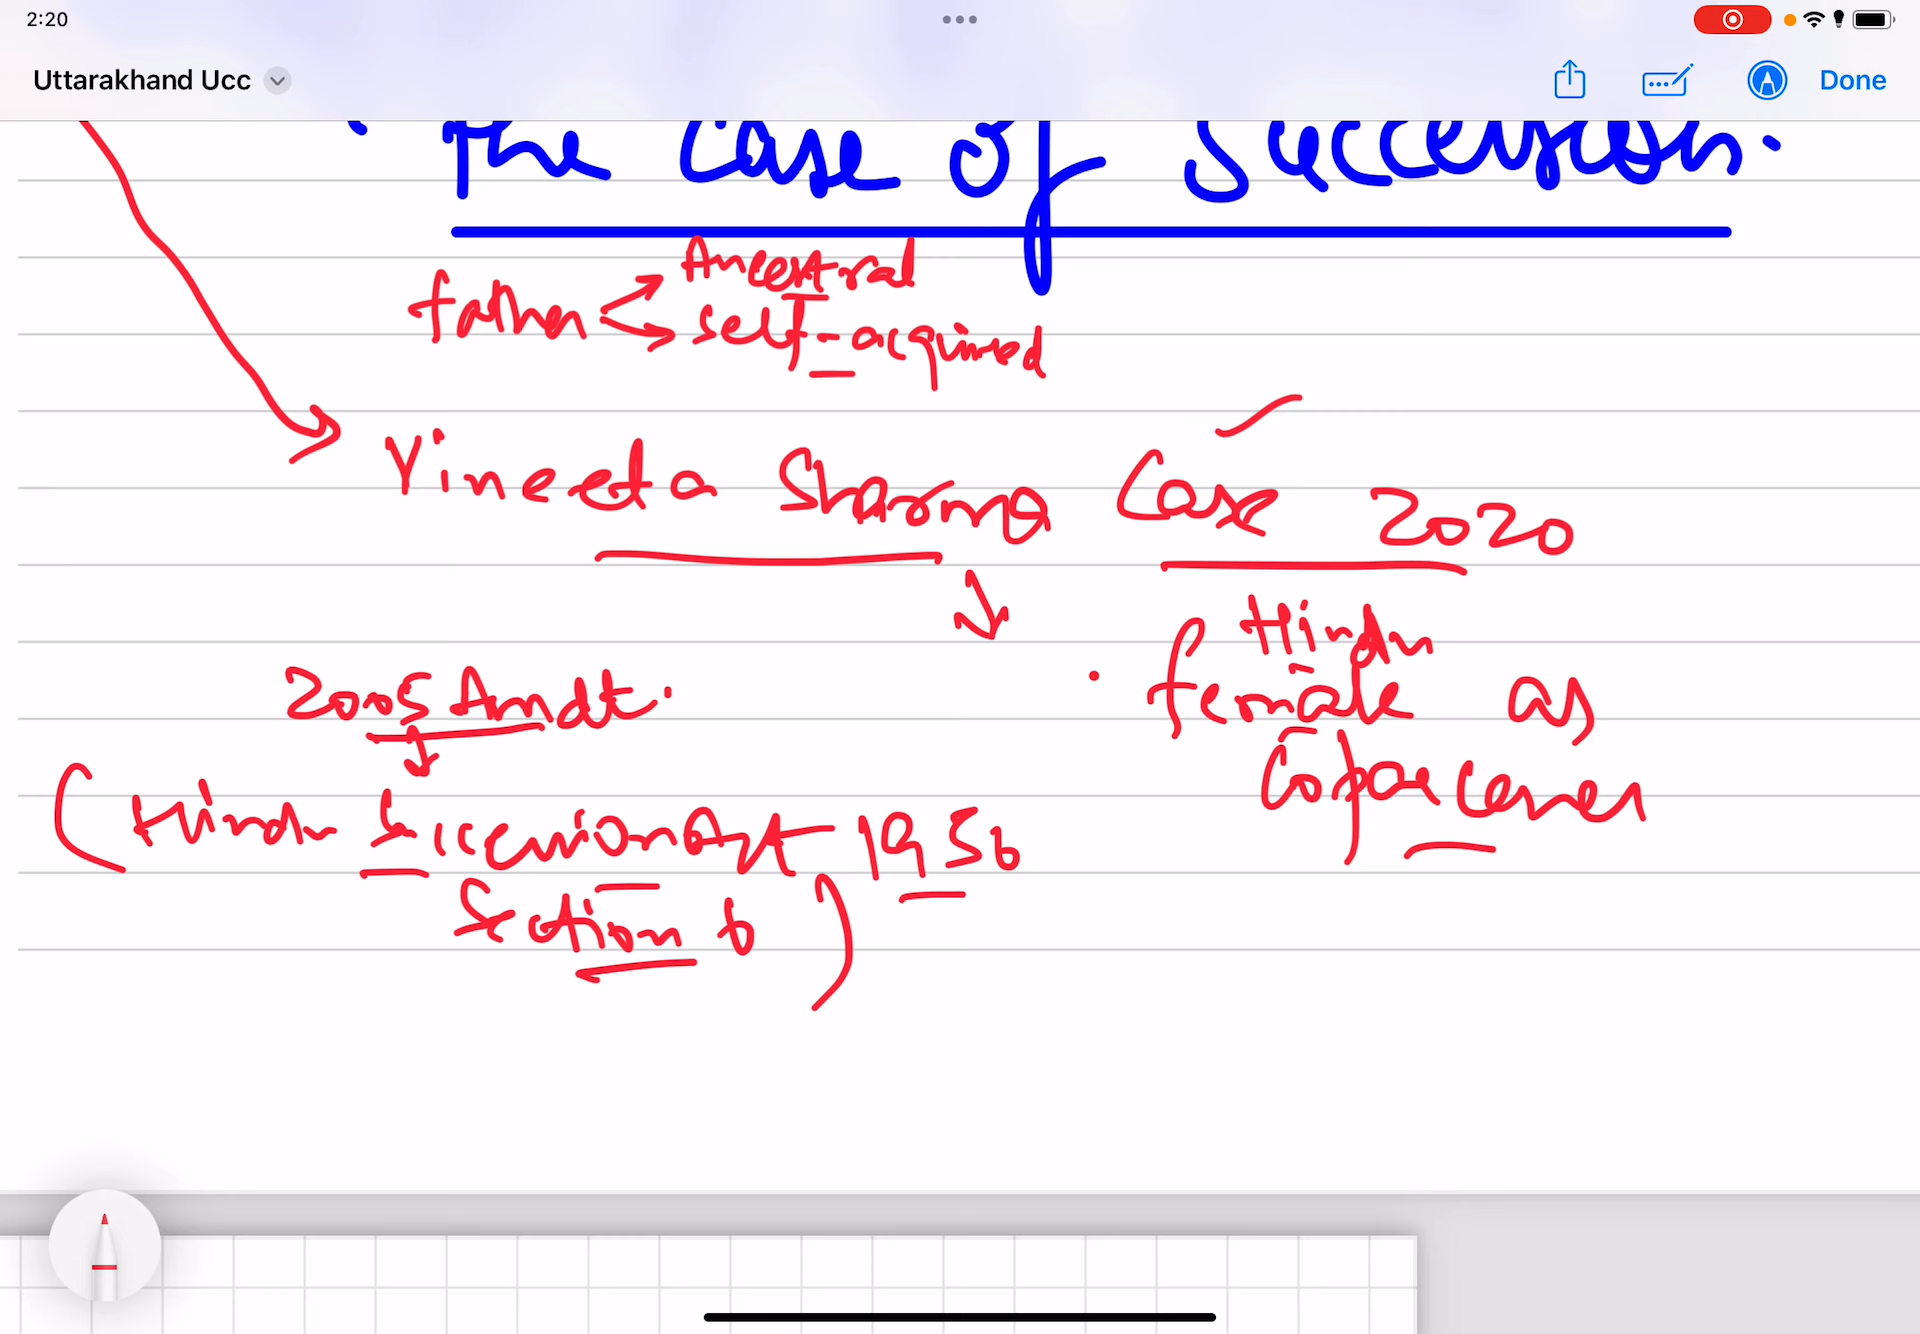 2:20
Uttarakhand Ucc
Done
The Case of Succession.
father
Ancestral
self-acquired
Vineeta Sharma Case 2020
Hindu
female as
Coparcener
2005 Amdt.
(Hindu Succession Act 1956
Section 6)